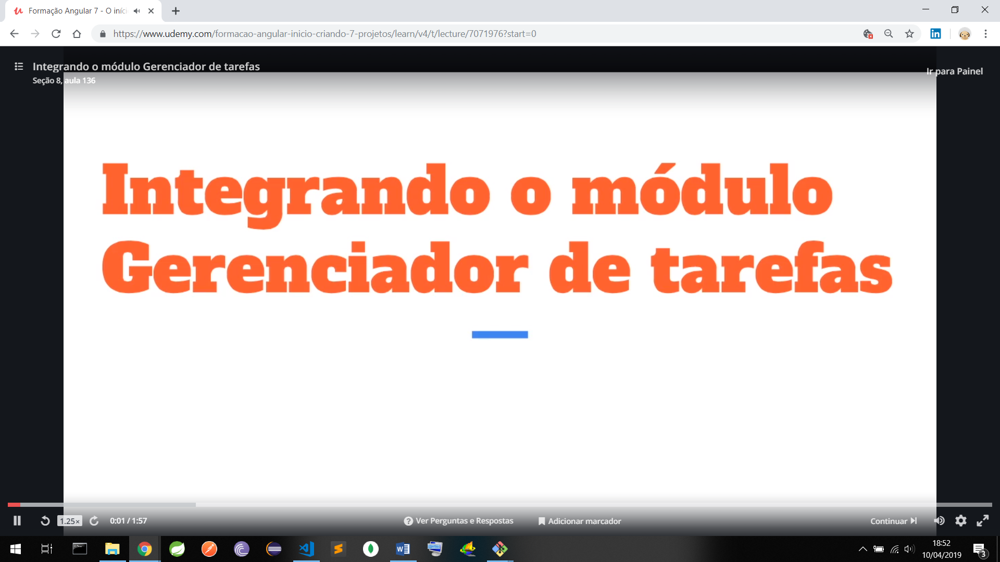 Formação Angular 7 - O iníci
https://www.udemy.com/formacao-angular-inicio-criando-7-projetos/learn/v4/t/lecture/7071976?start=0
Integrando o módulo Gerenciador de tarefas
Seção 8, aula 136
Ir para Painel
Integrando o módulo
Gerenciador de tarefas
1.25×
0:01 / 1:57
Ver Perguntas e Respostas
Adicionar marcador
Continuar
18:52
10/04/2019
3